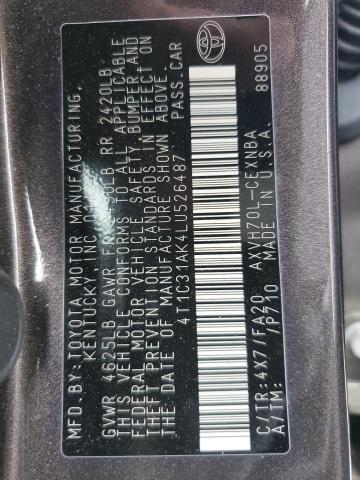 MFD. BY: TOYOTA MOTOR MANUFACTURING,
KENTUCKY, INC.
GVWR 4625LB GAWR RR 2420LB
THIS VEHICLE CONFORMS TO ALL APPLICABLE
FEDERAL MOTOR VEHICLE SAFETY, BUMPER, AND
THEFT PREVENTION STANDARDS IN EFFECT ON
THE DATE OF MANUFACTURE SHOWN ABOVE.
4T1C31AK4LU526487 PASS. CAR
C/TR: 4X7/FA20 AXVH70L-CEXNBA
A/TM: /P710 MADE IN U.S.A. 88905